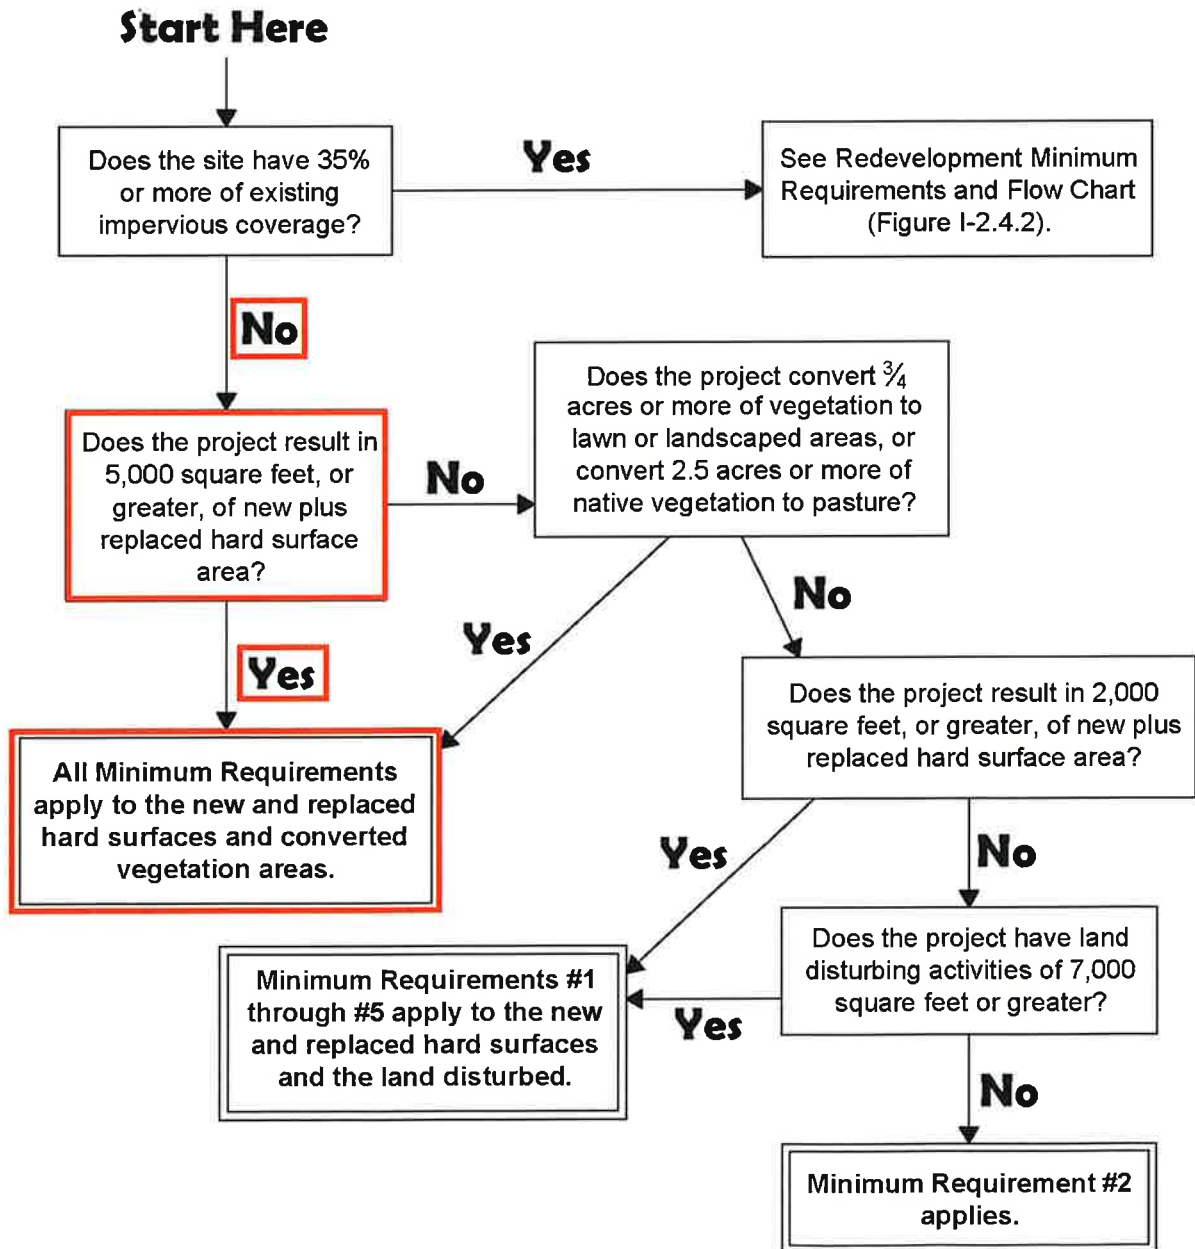 Start Here
Does the site have 35%
or more of existing
impervious coverage?
Yes
See Redevelopment Minimum
Requirements and Flow Chart
(Figure I-2.4.2).
No
Does the project result in
5,000 square feet, or
greater, of new plus
replaced hard surface
area?
No
Does the project convert ¾
acres or more of vegetation to
lawn or landscaped areas, or
convert 2.5 acres or more of
native vegetation to pasture?
Yes
Yes
No
All Minimum Requirements
apply to the new and replaced
hard surfaces and converted
vegetation areas.
Does the project result in 2,000
square feet, or greater, of new plus
replaced hard surface area?
Yes
No
Minimum Requirements #1
through #5 apply to the new
and replaced hard surfaces
and the land disturbed.
Yes
Does the project have land
disturbing activities of 7,000
square feet or greater?
No
Minimum Requirement #2
applies.